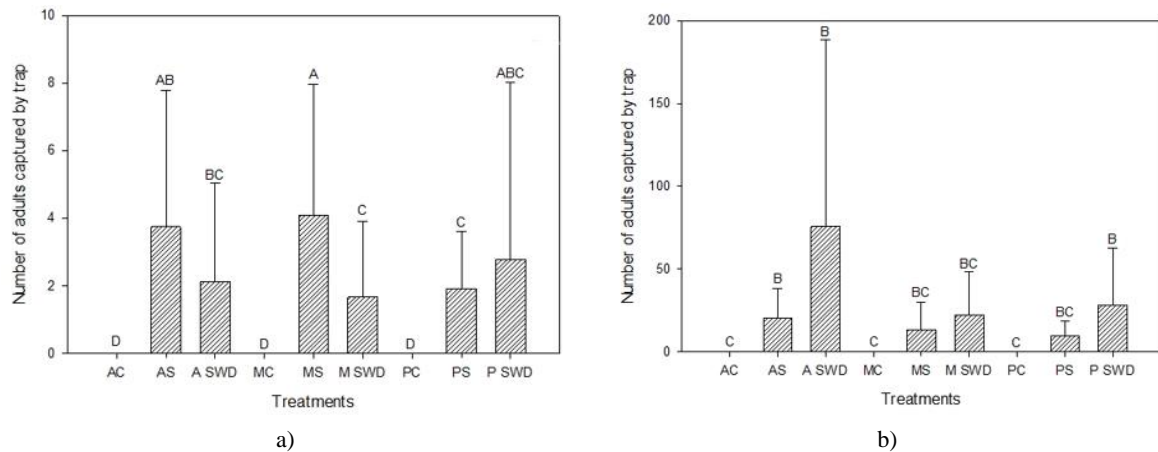 Number of adults captured by trap
10
8
6
4
2
0
D
AB
BC
D
A
C
D
C
ABC
AC AS A SWD MC MS M SWD PC PS P SWD
Treatments
a)
Number of adults captured by trap
200
150
100
50
0
C
B
B
C
BC
BC
C
BC
B
AC AS A SWD MC MS M SWD PC PS P SWD
Treatments
b)